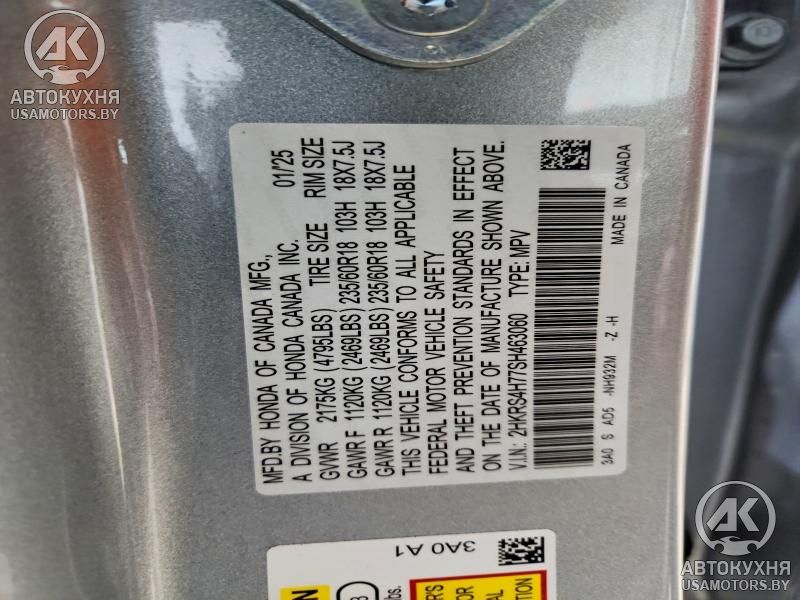 AK
АВТОКУХНЯ
USAMOTORS.BY
MFD.BY HONDA OF CANADA MFG.,
A DIVISION OF HONDA CANADA INC. 01/25
GVWR 2175KG (4795LBS) TIRE SIZE RIM SIZE
GAWR F 1120KG (2469LBS) 235/60R18 103H 18X7.5J
GAWR R 1120KG (2469LBS) 235/60R18 103H 18X7.5J
THIS VEHICLE CONFORMS TO ALL APPLICABLE
FEDERAL MOTOR VEHICLE SAFETY
AND THEFT PREVENTION STANDARDS IN EFFECT
ON THE DATE OF MANUFACTURE SHOWN ABOVE.
V.I.N.: 2HKRS4H77SH463060 TYPE: MPV
3A0 S AD5 -NH932M -Z -H MADE IN CANADA
3A0 A1
AK
АВТОКУХНЯ
USAMOTORS.BY